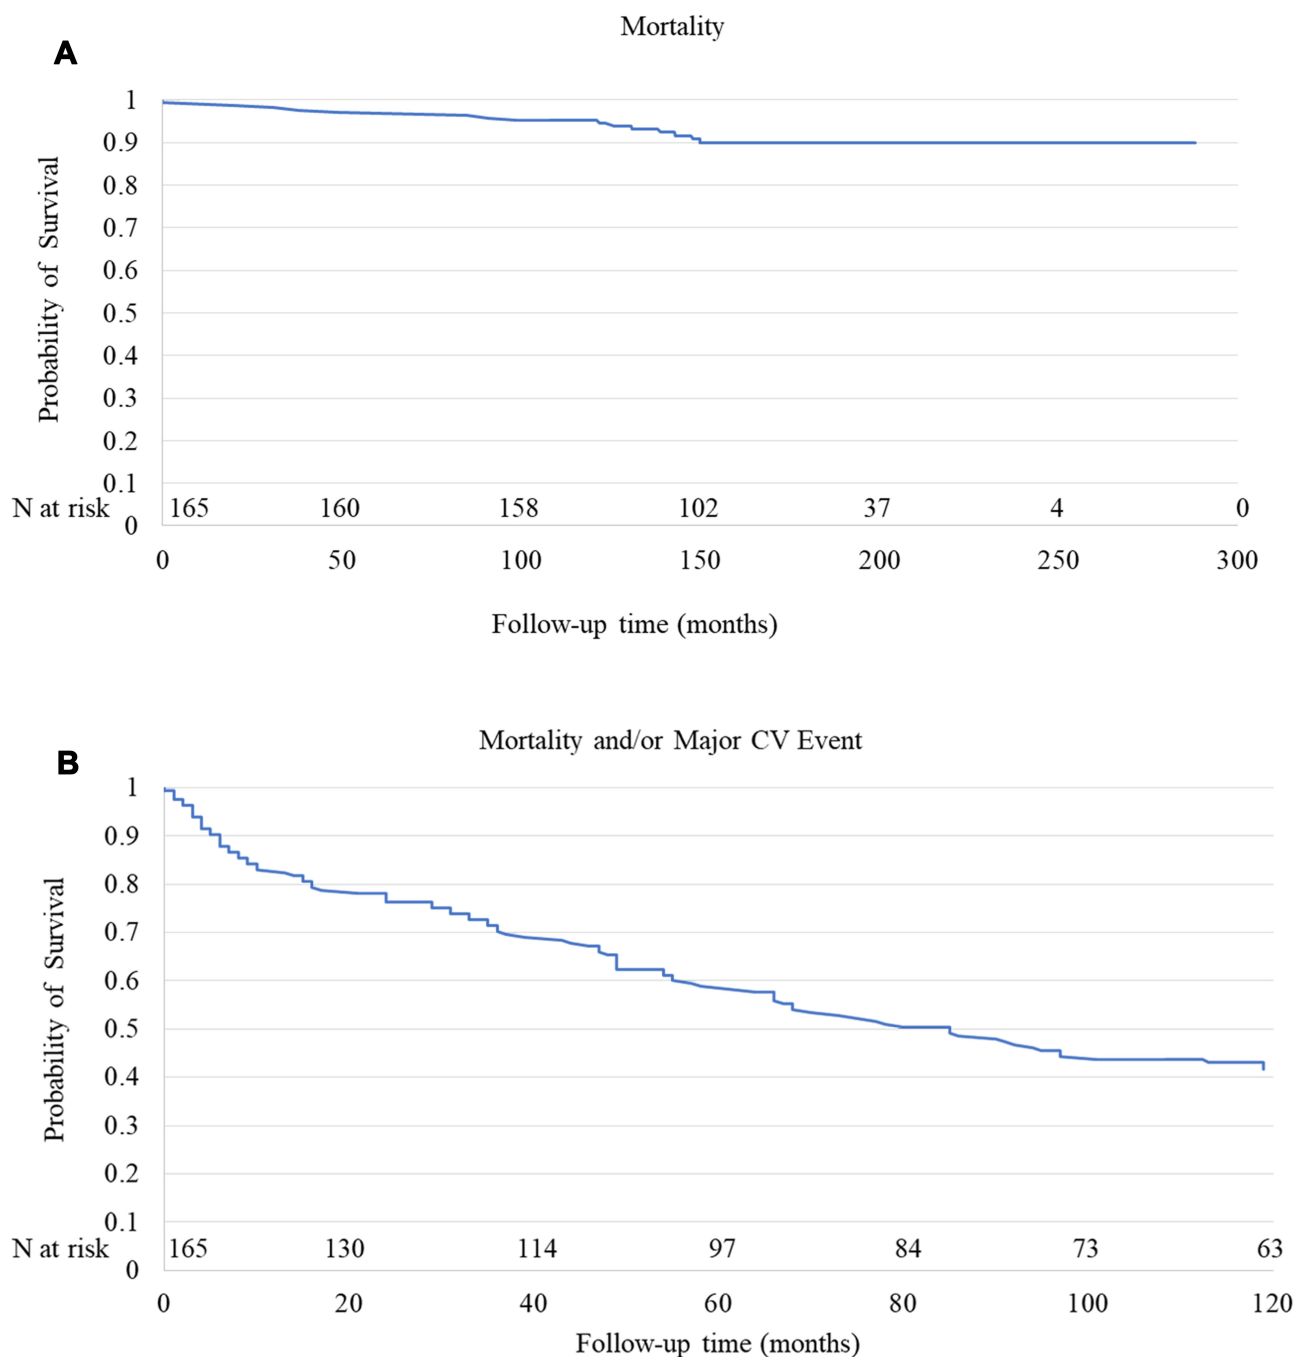 Mortality
A
1
0.9
0.8
0.7
0.6
0.5
0.4
0.3
0.2
0.1
0
Probability of Survival
N at risk 165 160 158 102 37 4 0
0 50 100 150 200 250 300
Follow-up time (months)
Mortality and/or Major CV Event
B
1
0.9
0.8
0.7
0.6
0.5
0.4
0.3
0.2
0.1
0
Probability of Survival
N at risk 165 130 114 97 84 73 63
0 20 40 60 80 100 120
Follow-up time (months)